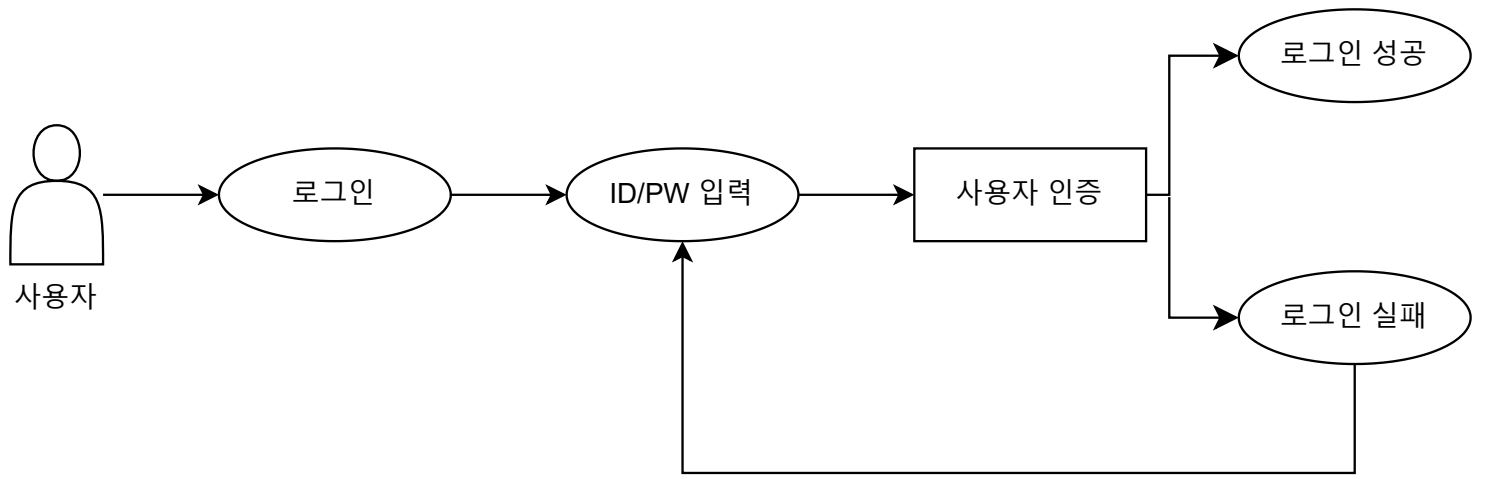 사용자
로그인
ID/PW 입력
사용자 인증
로그인 성공
로그인 실패